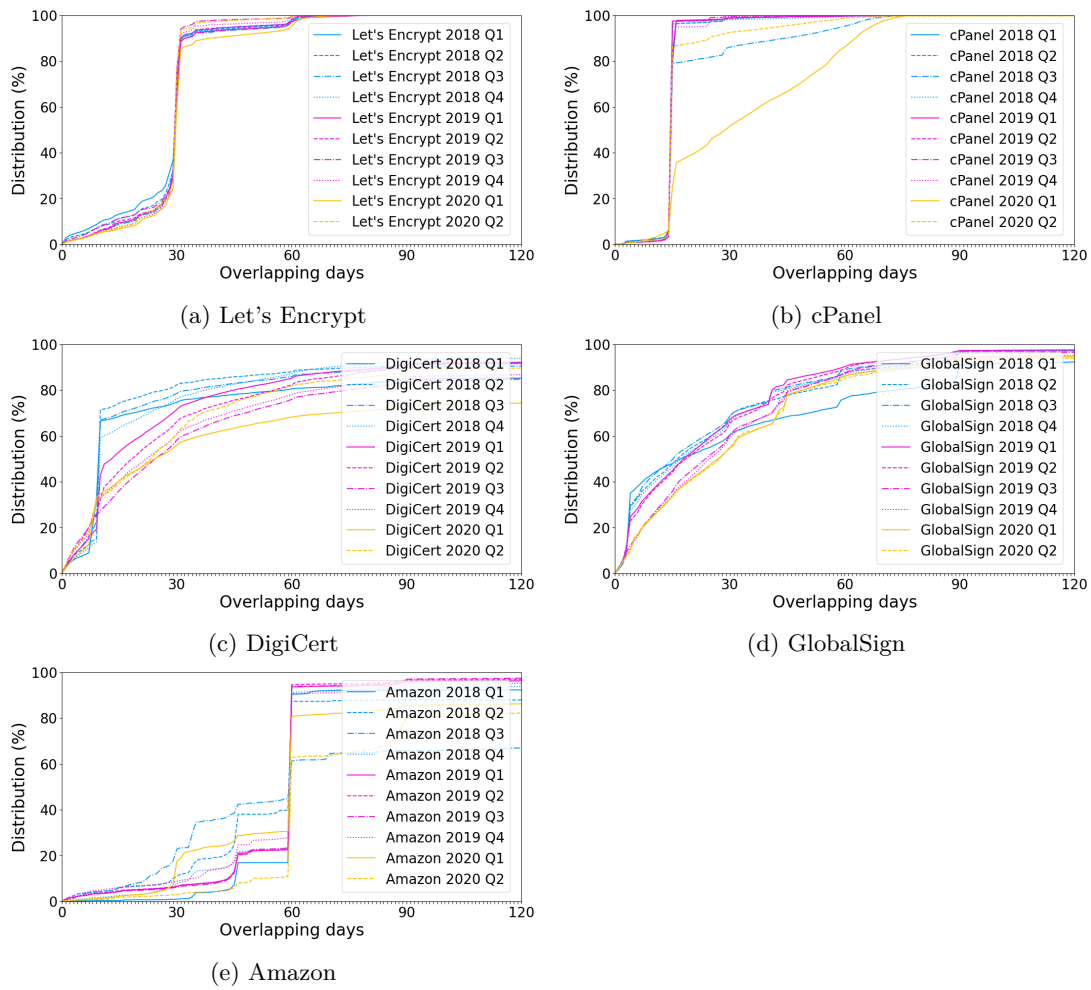 100
80
60
40
20
0
Distribution (%)
Let's Encrypt 2018 Q1
Let's Encrypt 2018 Q2
Let's Encrypt 2018 Q3
Let's Encrypt 2018 Q4
Let's Encrypt 2019 Q1
Let's Encrypt 2019 Q2
Let's Encrypt 2019 Q3
Let's Encrypt 2019 Q4
Let's Encrypt 2020 Q1
Let's Encrypt 2020 Q2
0 30 60 90 120
Overlapping days
(a) Let's Encrypt
100
80
60
40
20
0
Distribution (%)
cPanel 2018 Q1
cPanel 2018 Q2
cPanel 2018 Q3
cPanel 2018 Q4
cPanel 2019 Q1
cPanel 2019 Q2
cPanel 2019 Q3
cPanel 2019 Q4
cPanel 2020 Q1
cPanel 2020 Q2
0 30 60 90 120
Overlapping days
(b) cPanel
100
80
60
40
20
0
Distribution (%)
DigiCert 2018 Q1
DigiCert 2018 Q2
DigiCert 2018 Q3
DigiCert 2018 Q4
DigiCert 2019 Q1
DigiCert 2019 Q2
DigiCert 2019 Q3
DigiCert 2019 Q4
DigiCert 2020 Q1
DigiCert 2020 Q2
0 30 60 90 120
Overlapping days
(c) DigiCert
100
80
60
40
20
0
Distribution (%)
GlobalSign 2018 Q1
GlobalSign 2018 Q2
GlobalSign 2018 Q3
GlobalSign 2018 Q4
GlobalSign 2019 Q1
GlobalSign 2019 Q2
GlobalSign 2019 Q3
GlobalSign 2019 Q4
GlobalSign 2020 Q1
GlobalSign 2020 Q2
0 30 60 90 120
Overlapping days
(d) GlobalSign
100
80
60
40
20
0
Distribution (%)
Amazon 2018 Q1
Amazon 2018 Q2
Amazon 2018 Q3
Amazon 2018 Q4
Amazon 2019 Q1
Amazon 2019 Q2
Amazon 2019 Q3
Amazon 2019 Q4
Amazon 2020 Q1
Amazon 2020 Q2
0 30 60 90 120
Overlapping days
(e) Amazon